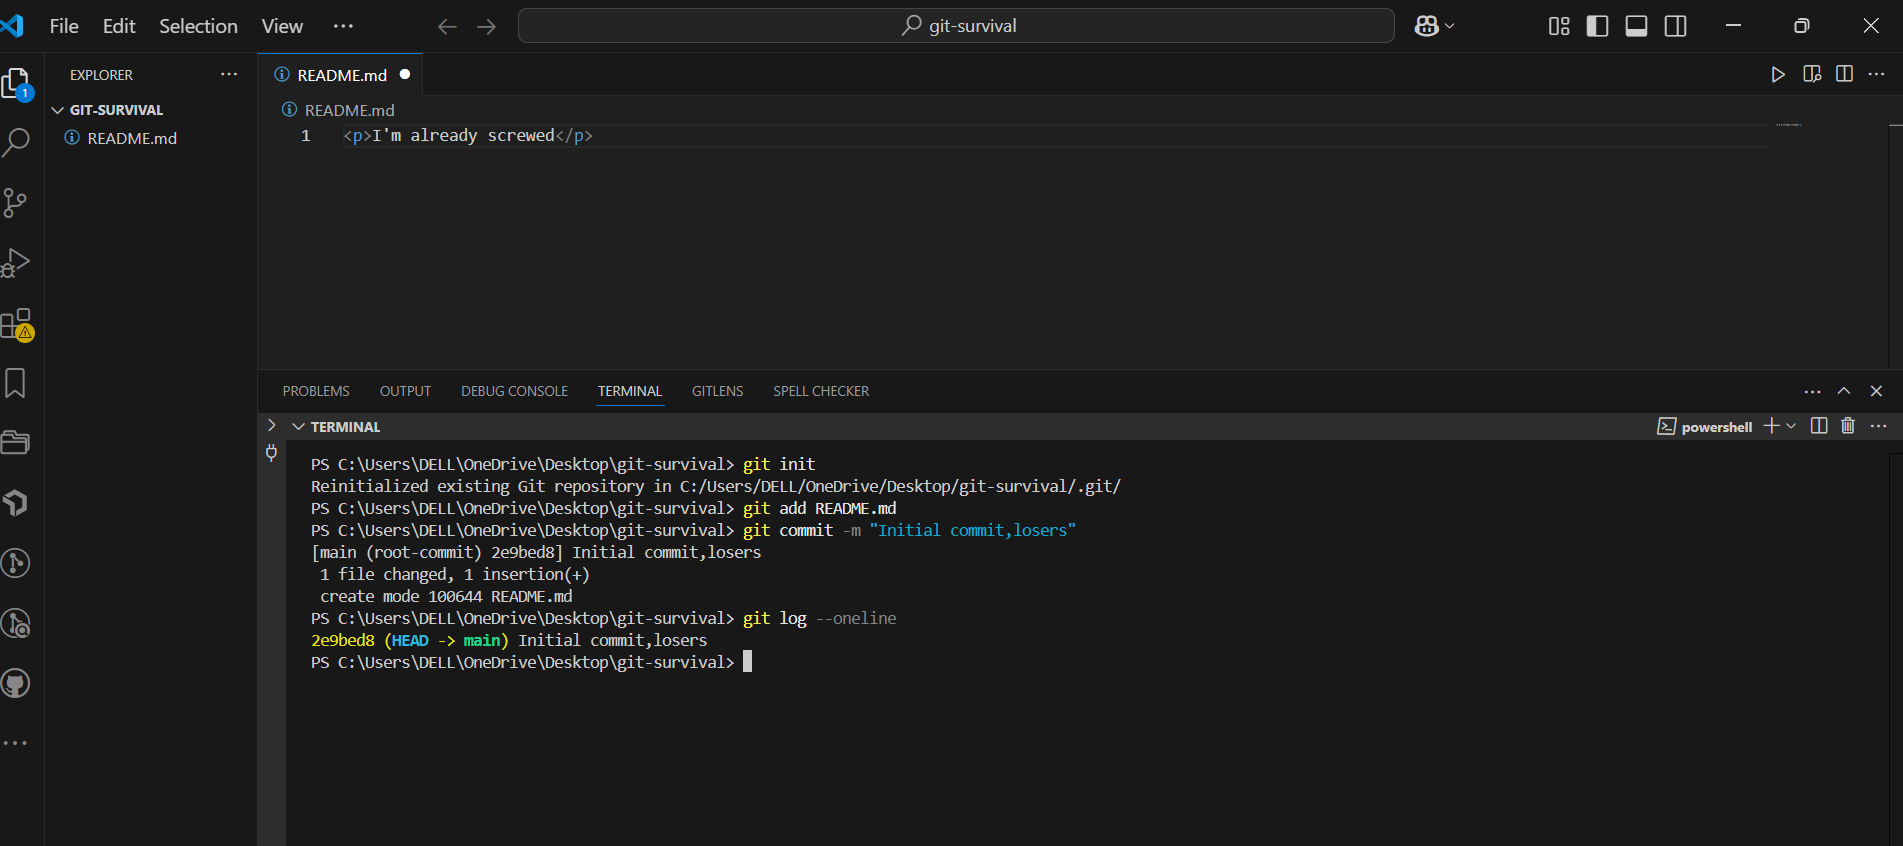 File Edit Selection View ··· git-survival
EXPLORER ···
README.md
1
GIT-SURVIVAL
README.md
README.md
1 <p>I'm already screwed</p>
PROBLEMS OUTPUT DEBUG CONSOLE TERMINAL GITLENS SPELL CHECKER
TERMINAL
powershell
PS C:\Users\DELL\OneDrive\Desktop\git-survival> git init
Reinitialized existing Git repository in C:/Users/DELL/OneDrive/Desktop/git-survival/.git/
PS C:\Users\DELL\OneDrive\Desktop\git-survival> git add README.md
PS C:\Users\DELL\OneDrive\Desktop\git-survival> git commit -m "Initial commit,losers"
[main (root-commit) 2e9bed8] Initial commit,losers
 1 file changed, 1 insertion(+)
 create mode 100644 README.md
PS C:\Users\DELL\OneDrive\Desktop\git-survival> git log --oneline
2e9bed8 (HEAD -> main) Initial commit,losers
PS C:\Users\DELL\OneDrive\Desktop\git-survival>